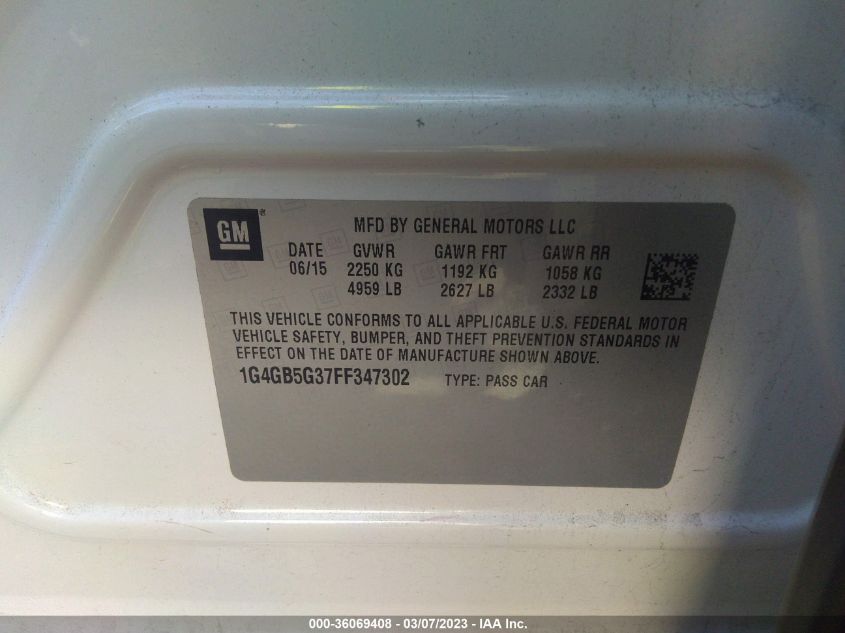 GM ®
MFD BY GENERAL MOTORS LLC
DATE GVWR GAWR FRT GAWR RR
06/15 2250 KG 1192 KG 1058 KG
4959 LB 2627 LB 2332 LB
THIS VEHICLE CONFORMS TO ALL APPLICABLE U.S. FEDERAL MOTOR
VEHICLE SAFETY, BUMPER, AND THEFT PREVENTION STANDARDS IN
EFFECT ON THE DATE OF MANUFACTURE SHOWN ABOVE.
1G4GB5G37FF347302 TYPE: PASS CAR
000-36069408 - 03/07/2023 - IAA Inc.